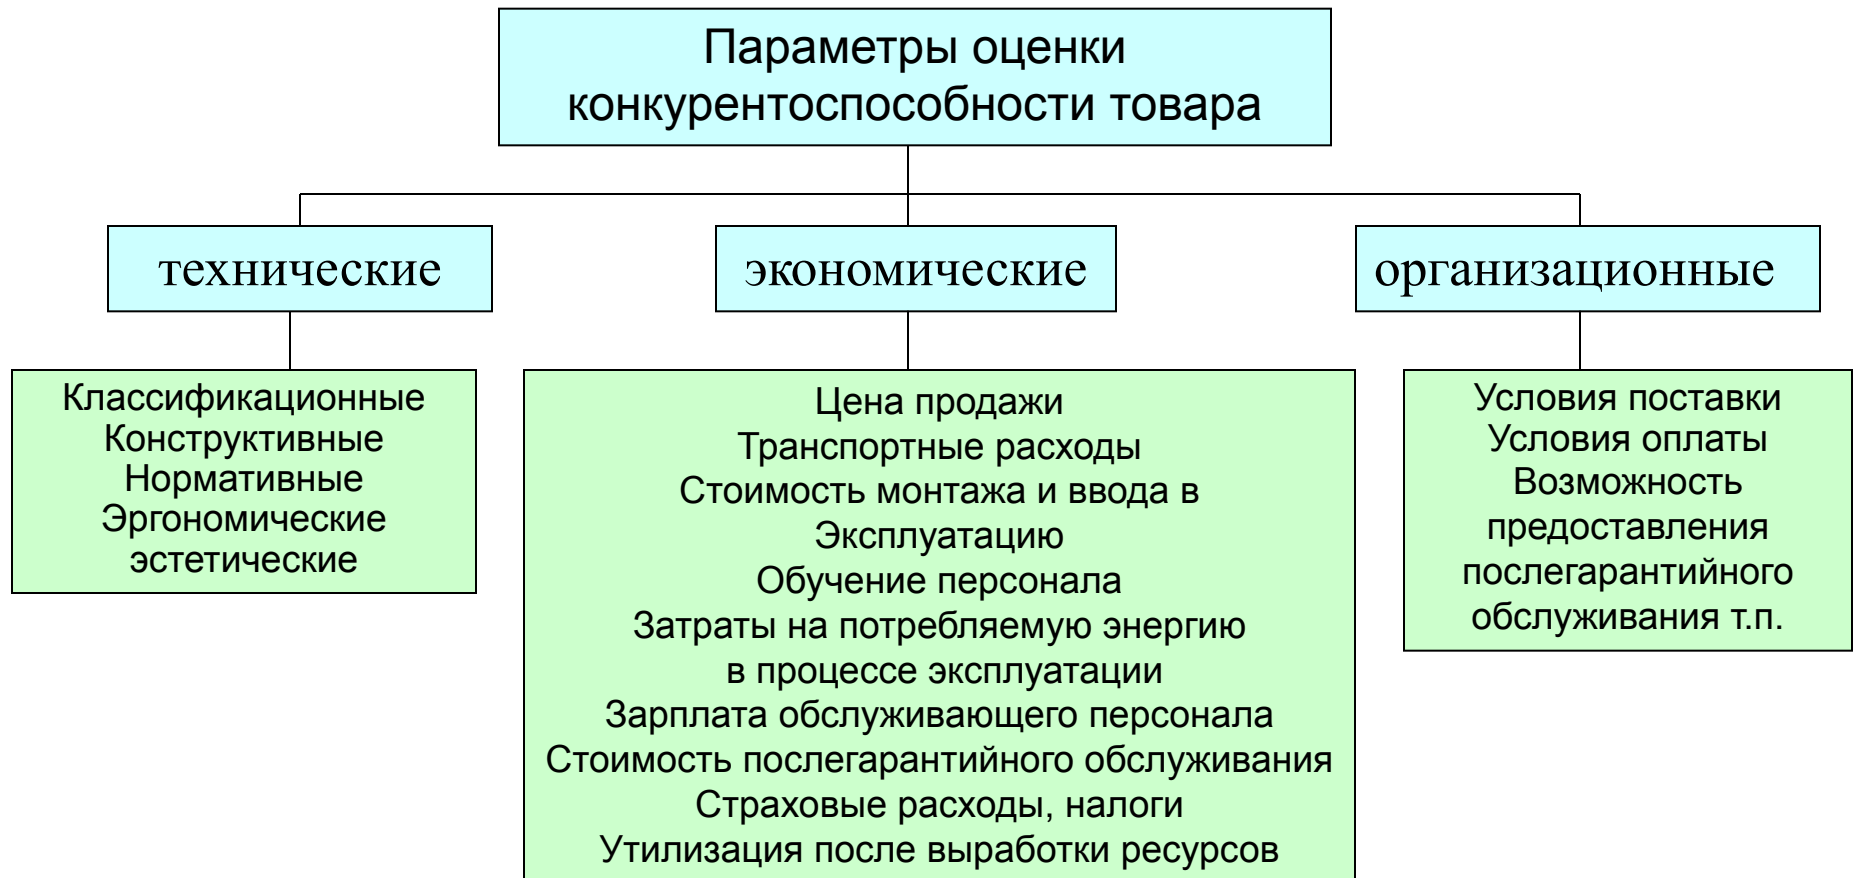 Параметры оценки
конкурентоспособности товара
технические
экономические
организационные
Классификационные
Конструктивные
Нормативные
Эргономические
эстетические
Цена продажи
Транспортные расходы
Стоимость монтажа и ввода в
Эксплуатацию
Обучение персонала
Затраты на потребляемую энергию
в процессе эксплуатации
Зарплата обслуживающего персонала
Стоимость послегарантийного обслуживания
Страховые расходы, налоги
Утилизация после выработки ресурсов
Условия поставки
Условия оплаты
Возможность
предоставления
послегарантийного
обслуживания т.п.